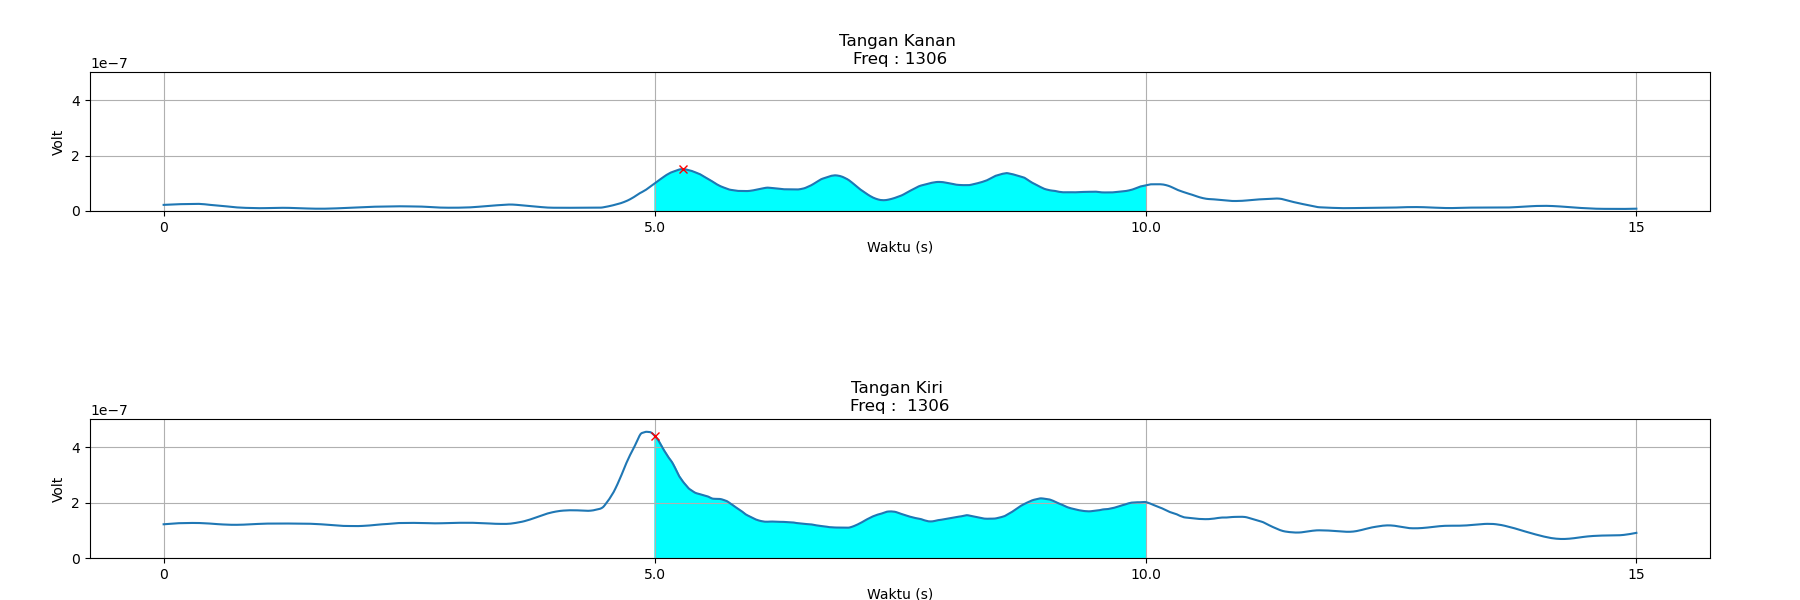 Tangan Kanan
Freq : 1306
1e−7
Volt
4
2
0
0 5.0 10.0 15
Waktu (s)
Tangan Kiri
Freq :  1306
1e−7
Volt
4
2
0
0 5.0 10.0 15
Waktu (s)